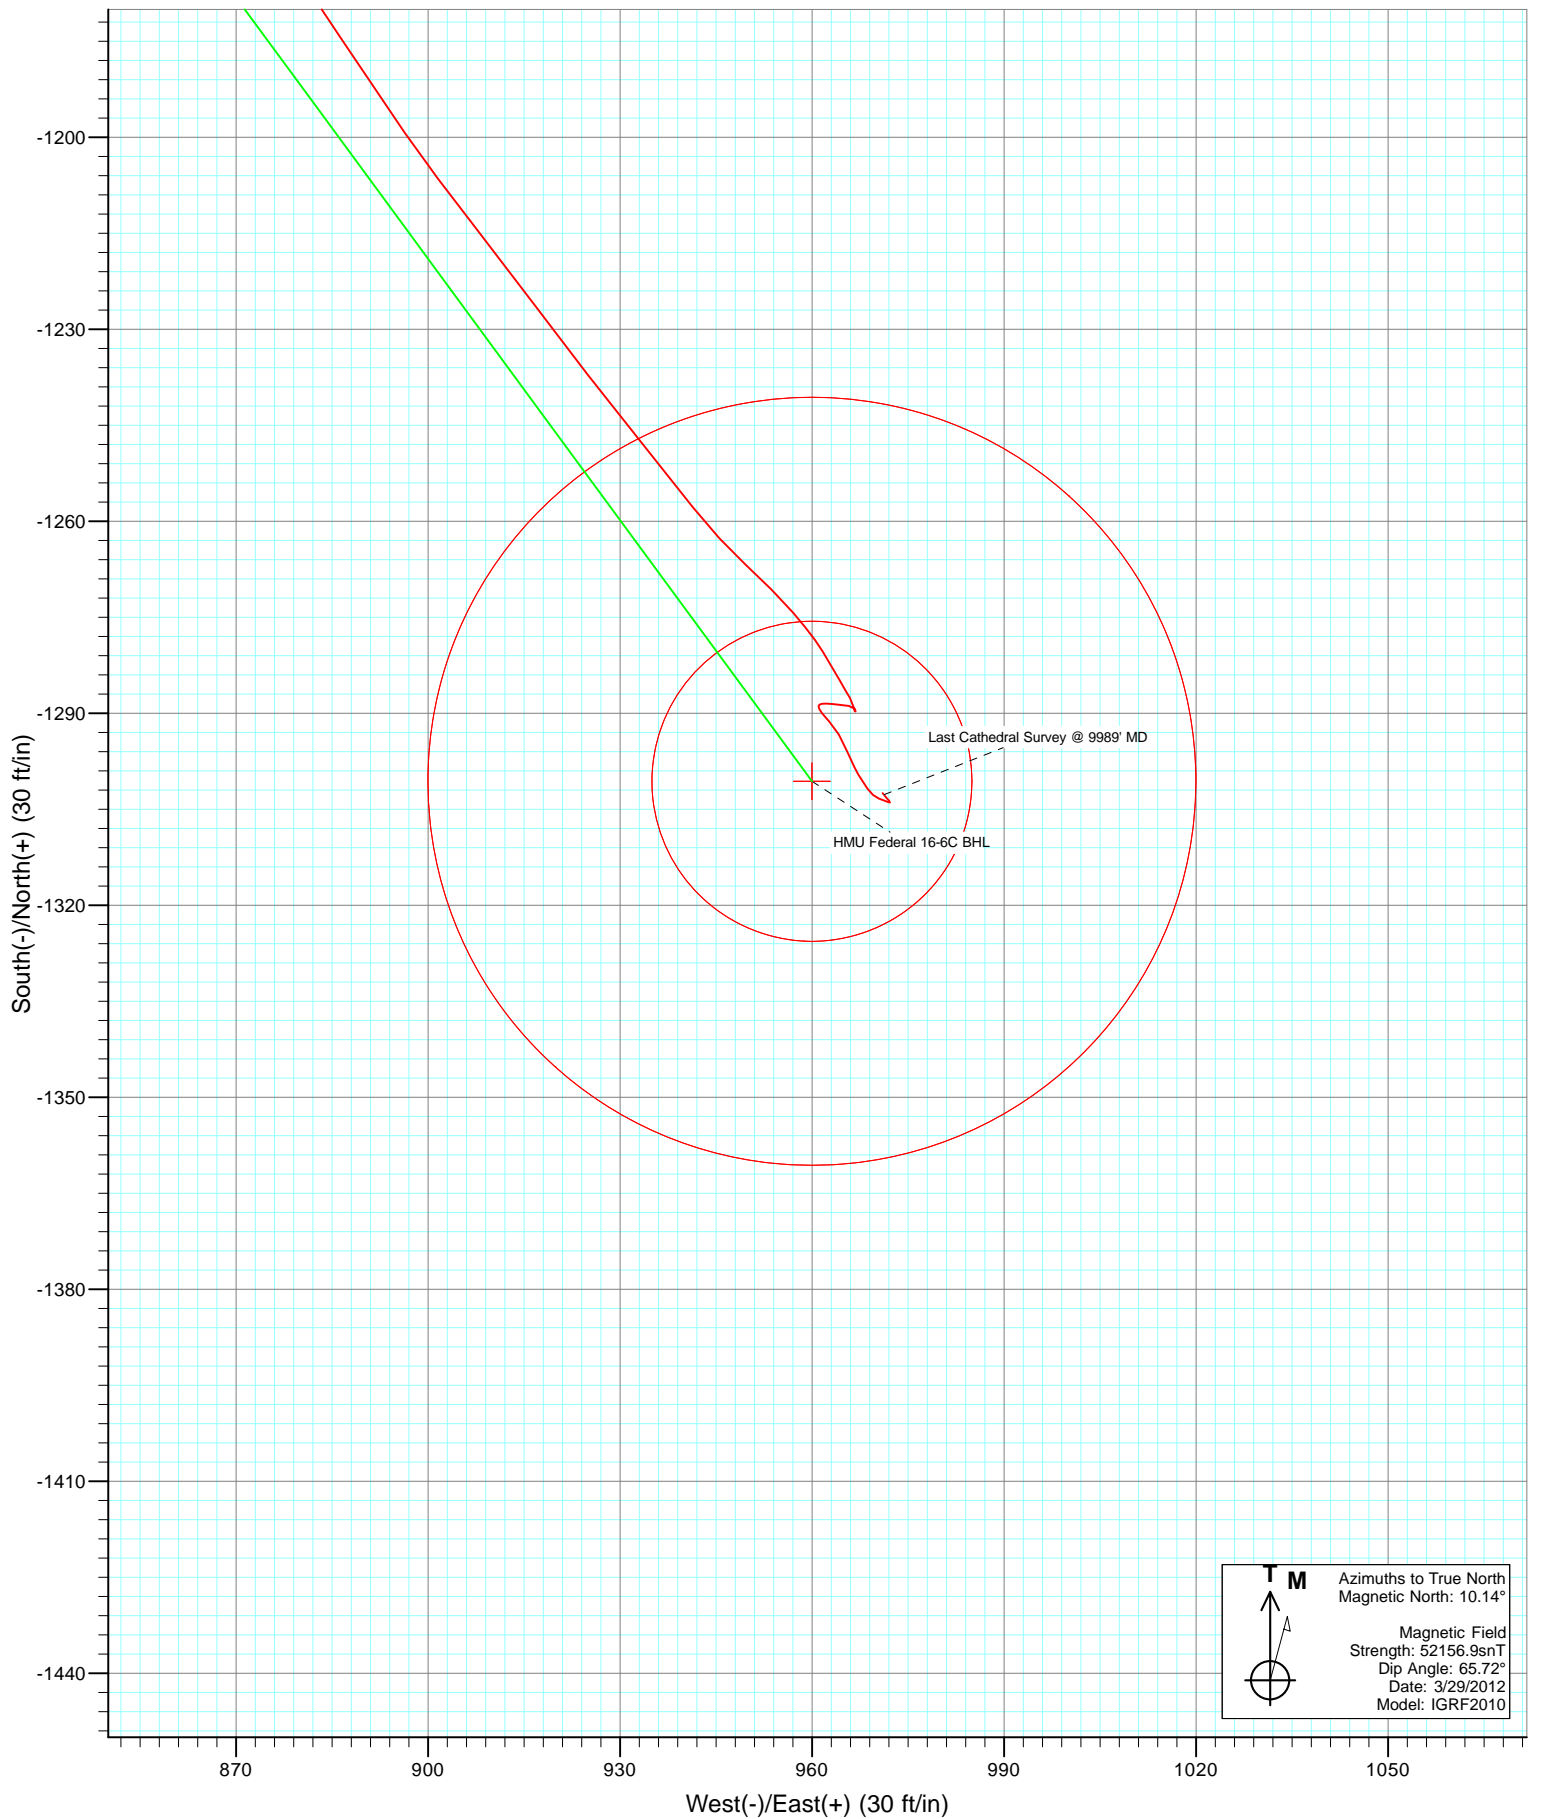 -1200
-1230
-1260
-1290
-1320
-1350
-1380
-1410
-1440
South(-)/North(+) (30 ft/in)
Last Cathedral Survey @ 9989' MD
HMU Federal 16-6C BHL
T M
Azimuths to True North
Magnetic North: 10.14°
Magnetic Field
Strength: 52156.9snT
Dip Angle: 65.72°
Date: 3/29/2012
Model: IGRF2010
870 900 930 960 990 1020 1050
West(-)/East(+) (30 ft/in)